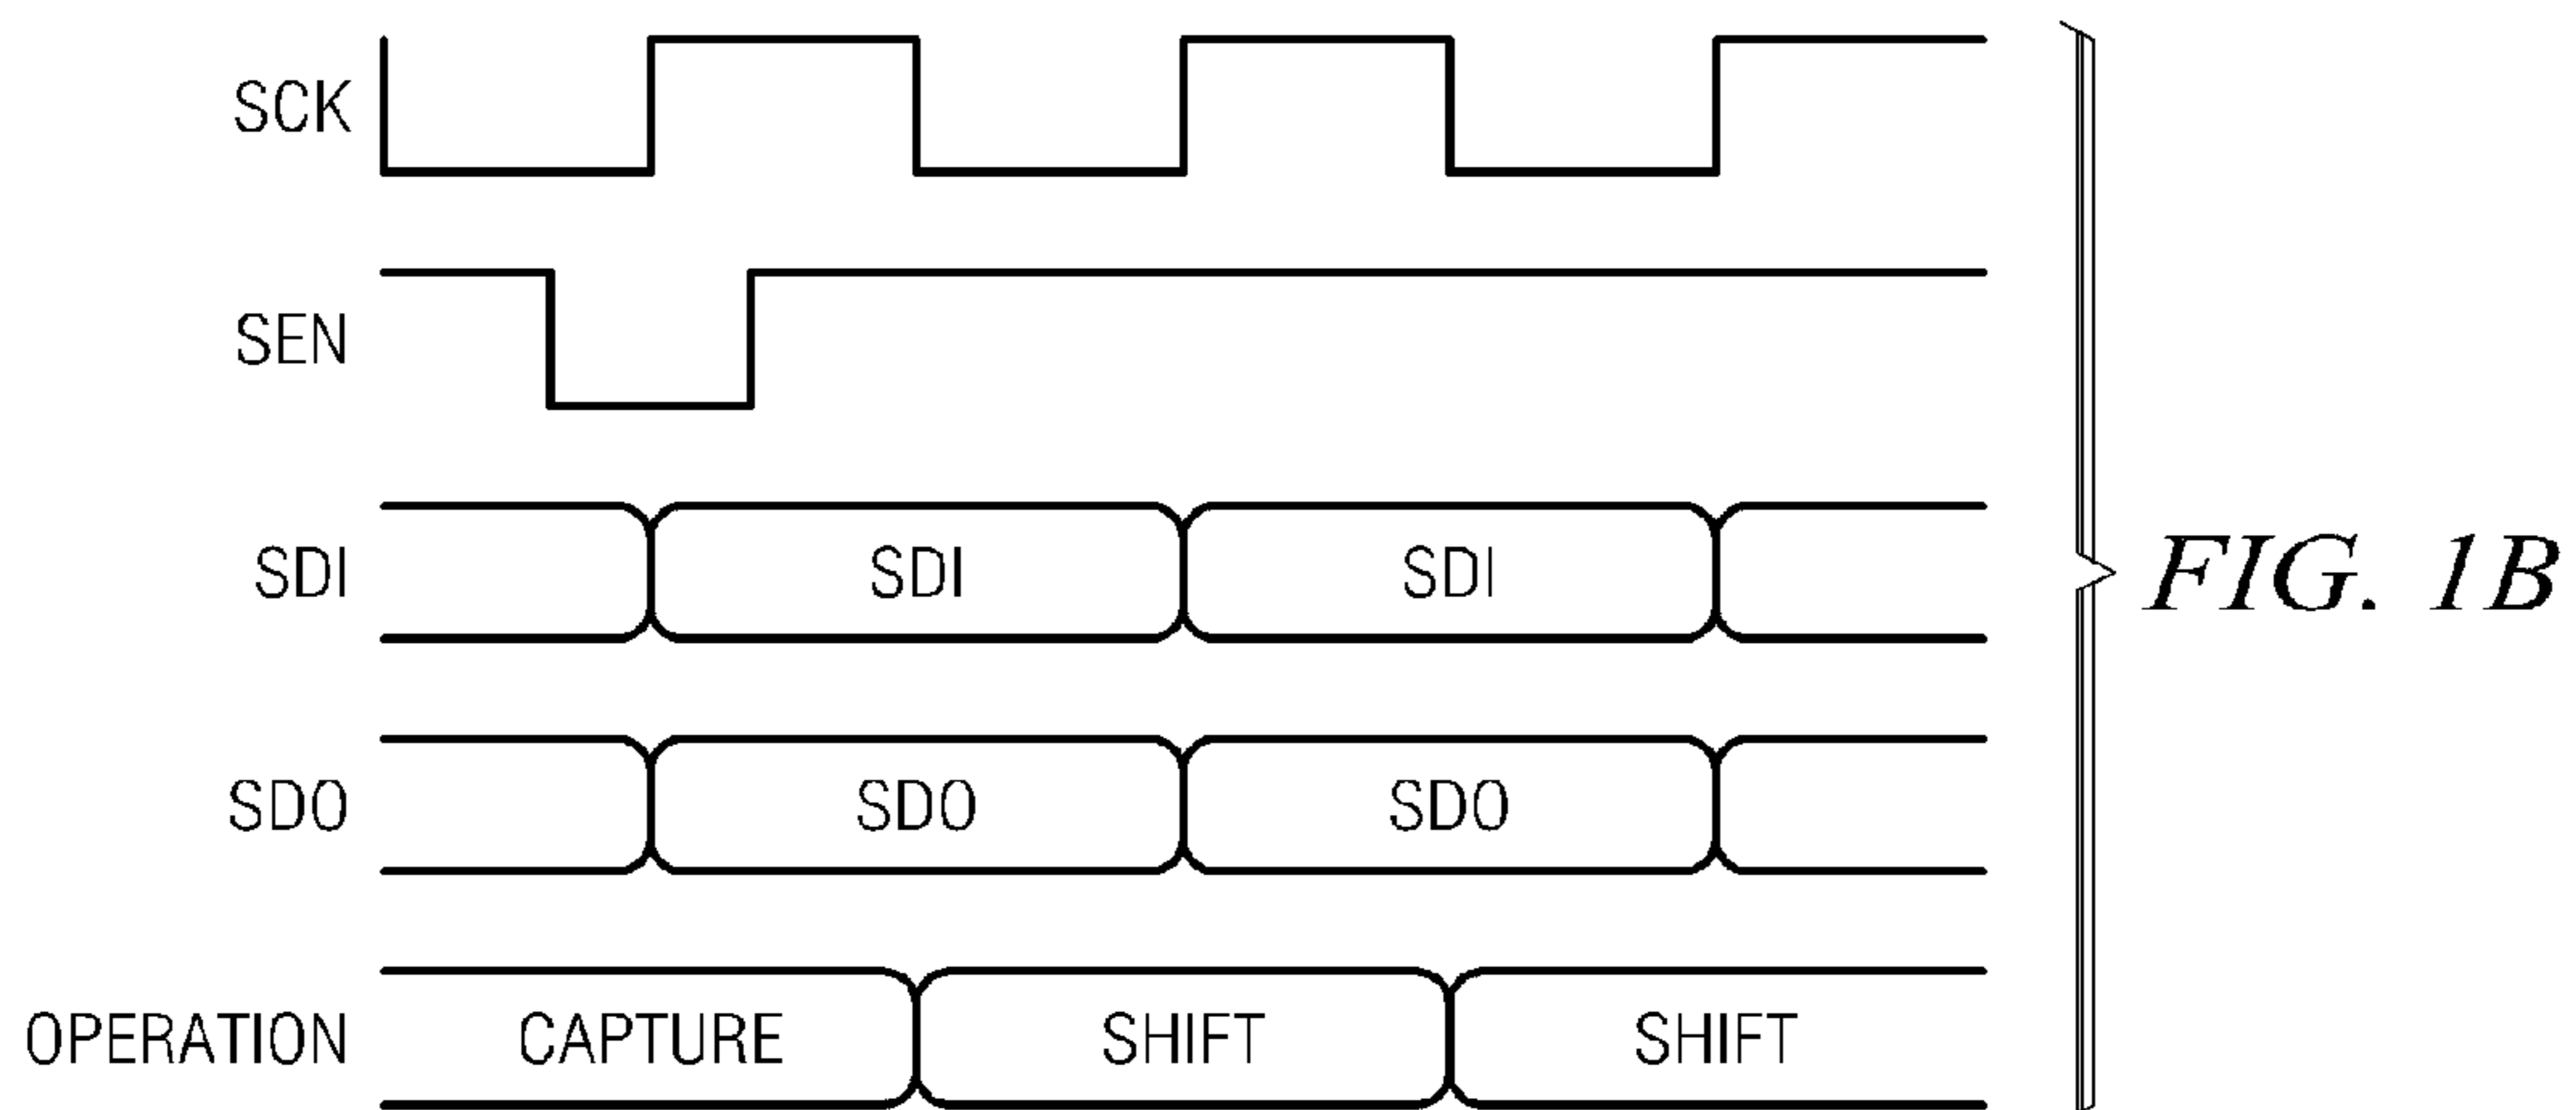 SCK
SEN
SDI SDI SDI
SDO SDO SDO
OPERATION CAPTURE SHIFT SHIFT
FIG. 1B